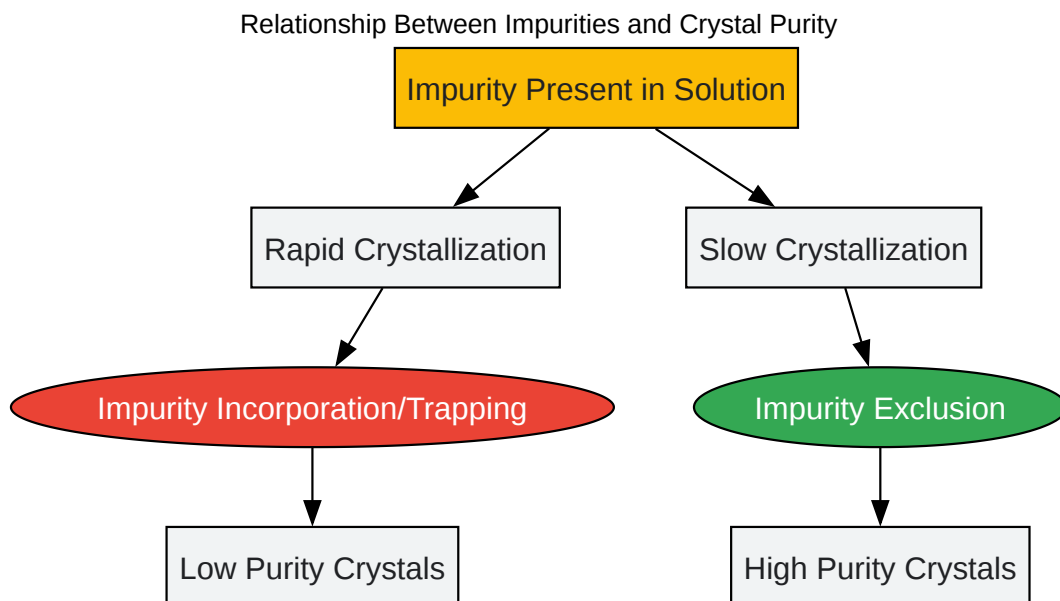 Relationship Between Impurities and Crystal Purity
Impurity Present in Solution
Rapid Crystallization
Slow Crystallization
Impurity Incorporation/Trapping
Impurity Exclusion
Low Purity Crystals
High Purity Crystals